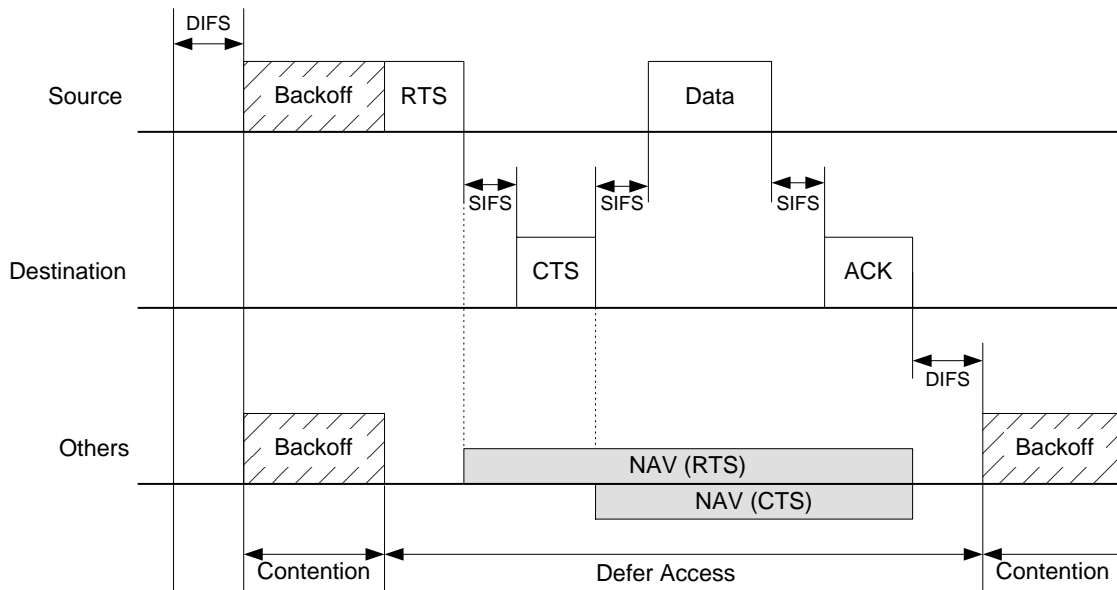 DIFS
Source
Backoff
RTS
Data
SIFS
SIFS
SIFS
Destination
CTS
ACK
DIFS
Others
Backoff
NAV (RTS)
Backoff
NAV (CTS)
Contention
Defer Access
Contention